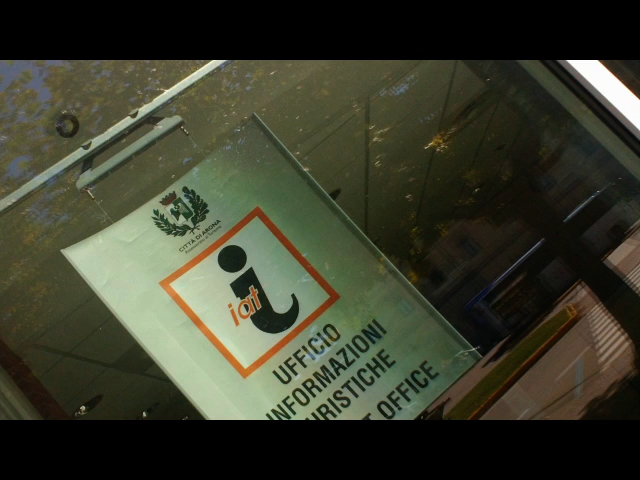 CITTÀ DI ARONA
iat
UFFICIO
INFORMAZIONI
TURISTICHE
OFFICE